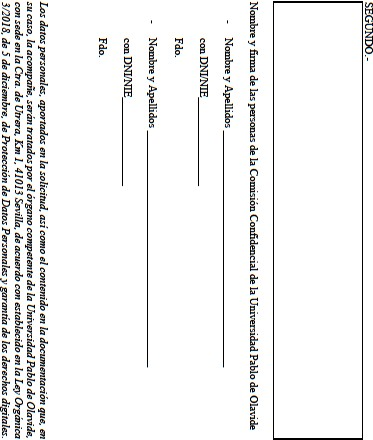 SEGUNDO.-
Nombre y firma de las personas de la Comisión Confidencial de la Universidad Pablo de Olavide
- Nombre y Apellidos
con DNI/NIE
Fdo.
- Nombre y Apellidos
con DNI/NIE
Fdo.
Los datos personales, aportados en la solicitud, así como el contenido en la documentación que, en
su caso, la acompañe, serán tratados por el órgano competente de la Universidad Pablo de Olavide,
con sede en la Ctra. de Utrera, Km 1, 41013 Sevilla, de acuerdo con establecido en la Ley Orgánica
3/2018, de 5 de diciembre, de Protección de Datos Personales y garantía de los derechos digitales.